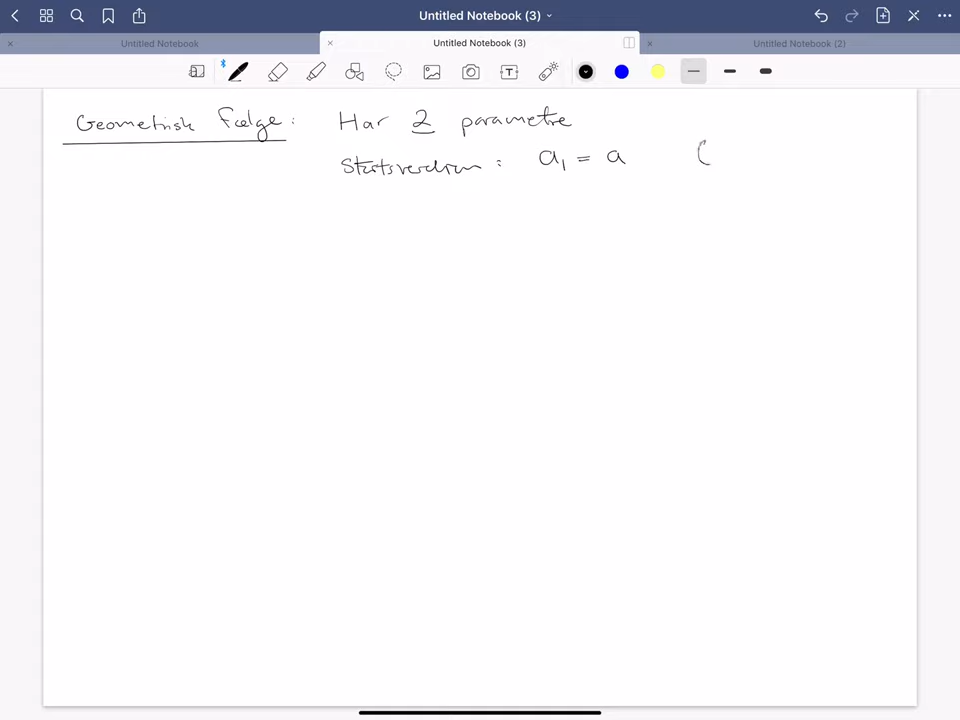 Untitled Notebook (3)
Untitled Notebook
Untitled Notebook (3)
Untitled Notebook (2)
Geometrisk Følge: Har 2 parametre
Startsverdien: a₁ = a (